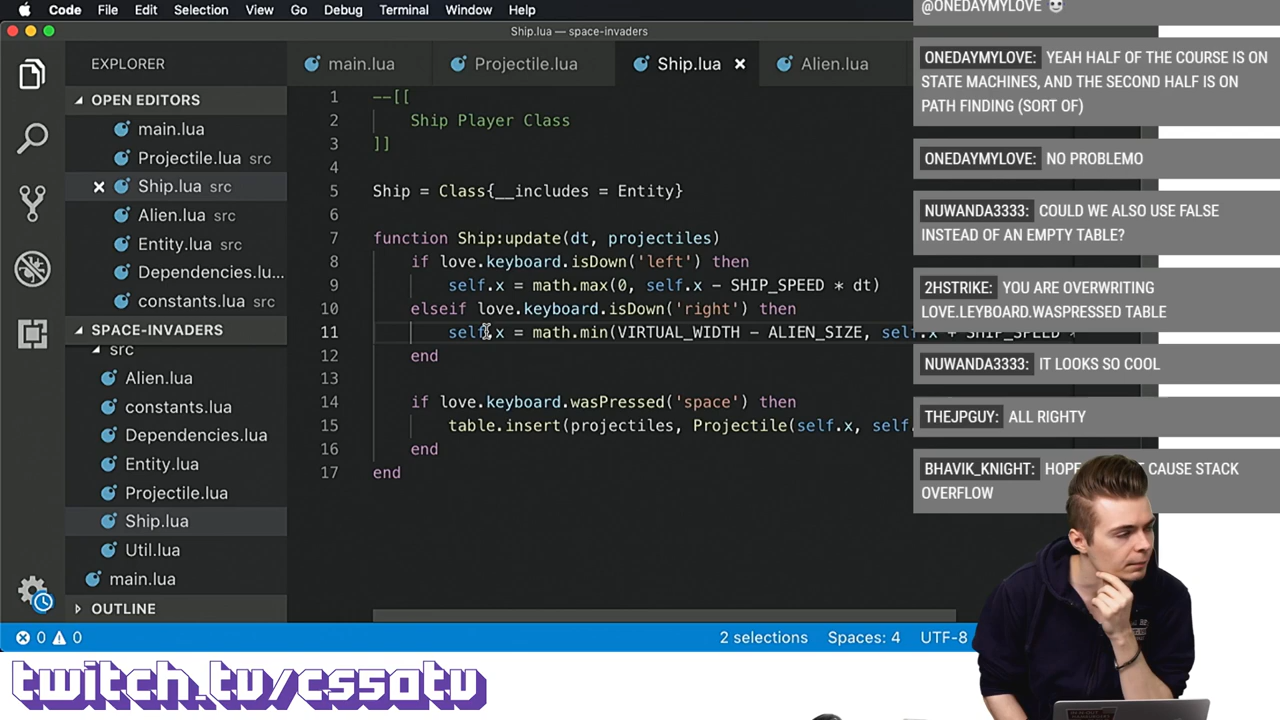 Code File Edit Selection View Go Debug Terminal Window Help
Ship.lua — space-invaders
EXPLORER
OPEN EDITORS
main.lua
Projectile.lua src
Ship.lua src
Alien.lua src
Entity.lua src
Dependencies.lu...
constants.lua src
SPACE-INVADERS
src
Alien.lua
constants.lua
Dependencies.lua
Entity.lua
Projectile.lua
Ship.lua
Util.lua
main.lua
OUTLINE
main.lua Projectile.lua Ship.lua Alien.lua
1 --[[
2 Ship Player Class
3 ]]
4
5 Ship = Class{__includes = Entity}
6
7 function Ship:update(dt, projectiles)
8 if love.keyboard.isDown('left') then
9 self.x = math.max(0, self.x - SHIP_SPEED * dt)
10 elseif love.keyboard.isDown('right') then
11 self.x = math.min(VIRTUAL_WIDTH - ALIEN_SIZE, self.x + SHIP_SPEED *
12 end
13
14 if love.keyboard.wasPressed('space') then
15 table.insert(projectiles, Projectile(self.x, self.
16 end
17 end
0 0 2 selections Spaces: 4 UTF-8
@ONEDAYMYLOVE
ONEDAYMYLOVE: YEAH HALF OF THE COURSE IS ON
STATE MACHINES, AND THE SECOND HALF IS ON
PATH FINDING (SORT OF)
ONEDAYMYLOVE: NO PROBLEMO
NUWANDA3333: COULD WE ALSO USE FALSE
INSTEAD OF AN EMPTY TABLE?
2HSTRIKE: YOU ARE OVERWRITING
LOVE.LEYBOARD.WASPRESSED TABLE
NUWANDA3333: IT LOOKS SO COOL
THEJPGUY: ALL RIGHTY
BHAVIK_KNIGHT: HOPE CAUSE STACK
OVERFLOW
twitch.tv/cs50tv